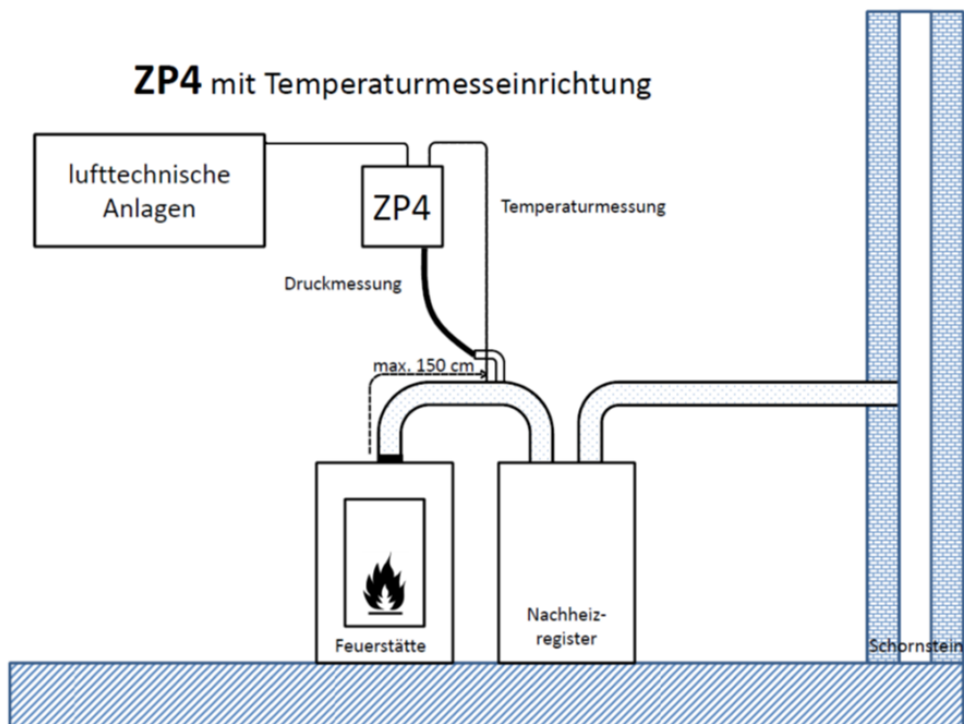 ZP4 mit Temperaturmesseinrichtung
lufttechnische
Anlagen
ZP4
Temperaturmessung
Druckmessung
max. 150 cm
Nachheiz-
register
Feuerstätte
Schornstein